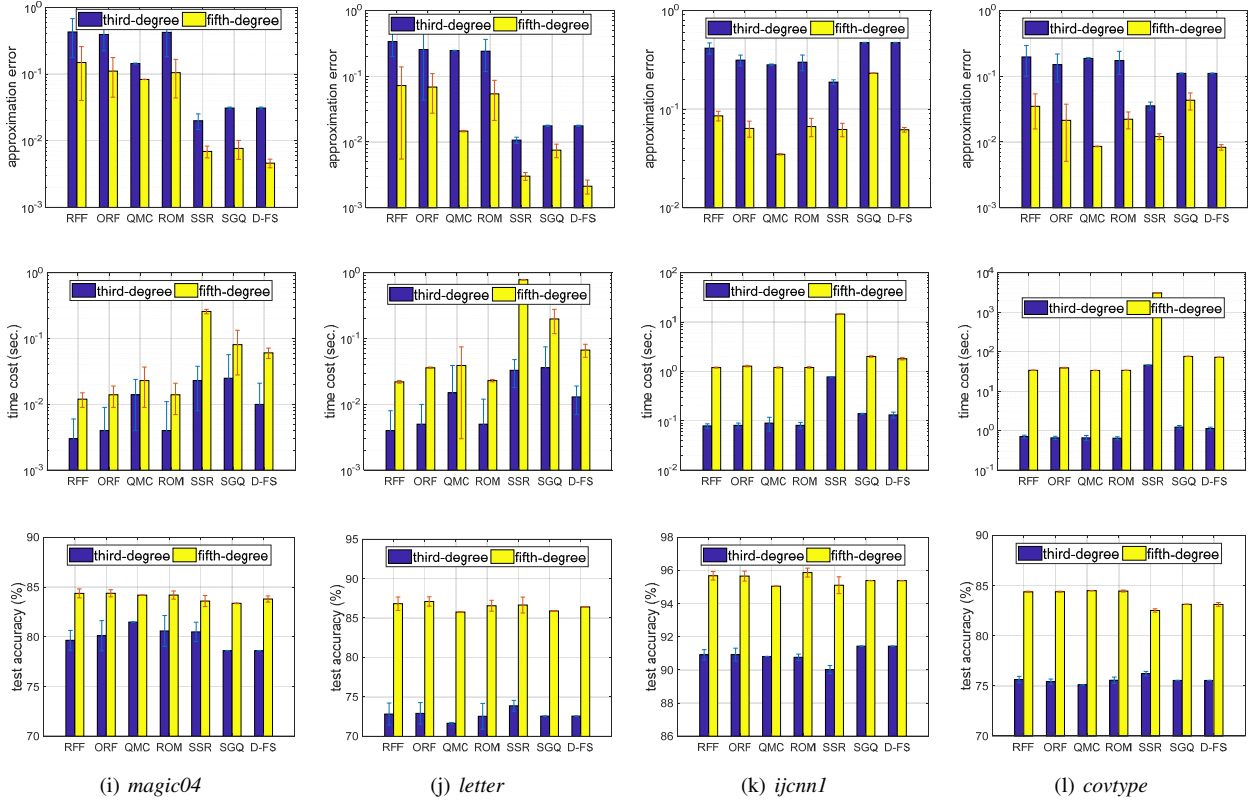 approximation error
10^0
10^-1
10^-2
10^-3
third-degree fifth-degree
RFF ORF QMC ROM SSR SGQ D-FS
approximation error
10^0
10^-1
10^-2
10^-3
third-degree fifth-degree
RFF ORF QMC ROM SSR SGQ D-FS
approximation error
10^0
10^-1
10^-2
third-degree fifth-degree
RFF ORF QMC ROM SSR SGQ D-FS
approximation error
10^0
10^-1
10^-2
10^-3
third-degree fifth-degree
RFF ORF QMC ROM SSR SGQ D-FS
time cost (sec.)
10^0
10^-1
10^-2
10^-3
third-degree fifth-degree
RFF ORF QMC ROM SSR SGQ D-FS
time cost (sec.)
10^0
10^-1
10^-2
10^-3
third-degree fifth-degree
RFF ORF QMC ROM SSR SGQ D-FS
time cost (sec.)
10^2
10^1
10^0
10^-1
10^-2
third-degree fifth-degree
RFF ORF QMC ROM SSR SGQ D-FS
time cost (sec.)
10^4
10^3
10^2
10^1
10^0
10^-1
third-degree fifth-degree
RFF ORF QMC ROM SSR SGQ D-FS
test accuracy (%)
90
85
80
75
70
third-degree fifth-degree
RFF ORF QMC ROM SSR SGQ D-FS
test accuracy (%)
95
90
85
80
75
70
third-degree fifth-degree
RFF ORF QMC ROM SSR SGQ D-FS
test accuracy (%)
98
96
94
92
90
88
86
third-degree fifth-degree
RFF ORF QMC ROM SSR SGQ D-FS
test accuracy (%)
90
85
80
75
70
third-degree fifth-degree
RFF ORF QMC ROM SSR SGQ D-FS
(i) magic04
(j) letter
(k) ijcnn1
(l) covtype